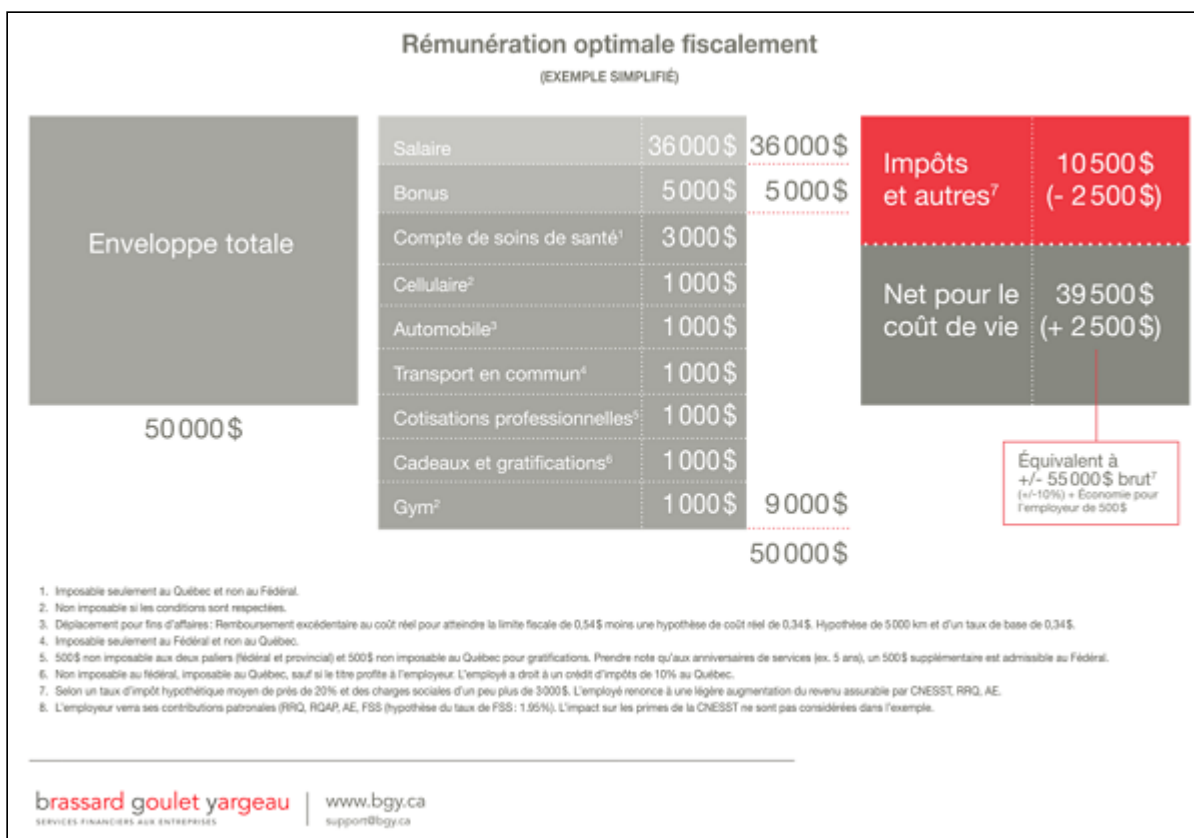 Rémunération optimale fiscalement
(EXEMPLE SIMPLIFIÉ)
Enveloppe totale
50 000 $
Salaire 36 000 $ 36 000 $
Bonus 5 000 $ 5 000 $
Compte de soins de santé¹ 3 000 $
Cellulaire² 1 000 $
Automobile³ 1 000 $
Transport en commun⁴ 1 000 $
Cotisations professionnelles⁵ 1 000 $
Cadeaux et gratifications⁶ 1 000 $
Gym² 1 000 $ 9 000 $
50 000 $
Impôts 10 500 $
et autres⁷ (- 2 500 $)
Net pour le 39 500 $
coût de vie (+ 2 500 $)
Équivalent à
+/- 55 000 $ brut⁷
(+/-10%) + Économie pour
l'employeur de 500 $
1. Imposable seulement au Québec et non au Fédéral.
2. Non imposable si les conditions sont respectées.
3. Déplacement pour fins d'affaires : Remboursement excédentaire au coût réel pour atteindre la limite fiscale de 0,54 $ moins une hypothèse de coût réel de 0,34 $. Hypothèse de 5 000 km et d'un taux de base de 0,34 $.
4. Imposable seulement au Fédéral et non au Québec.
5. 500 $ non imposable aux deux paliers (fédéral et provincial) et 500 $ non imposable au Québec pour gratifications. Prendre note qu'aux anniversaires de services (ex. 5 ans), un 500 $ supplémentaire est admissible au Fédéral.
6. Non imposable au fédéral, imposable au Québec, sauf si le titre profite à l'employeur. L'employé a droit à un crédit d'impôts de 10% au Québec.
7. Selon un taux d'impôt hypothétique moyen de près de 20% et des charges sociales d'un peu plus de 3 000 $. L'employé renonce à une légère augmentation du revenu assurable par CNESST, RRQ, AE.
8. L'employeur verra ses contributions patronales (RRQ, RQAP, AE, FSS (hypothèse du taux de FSS : 1.95%). L'impact sur les primes de la CNESST ne sont pas considérées dans l'exemple.
brassard goulet yargeau
SERVICES FINANCIERS AUX ENTREPRISES
www.bgy.ca
support@bgy.ca